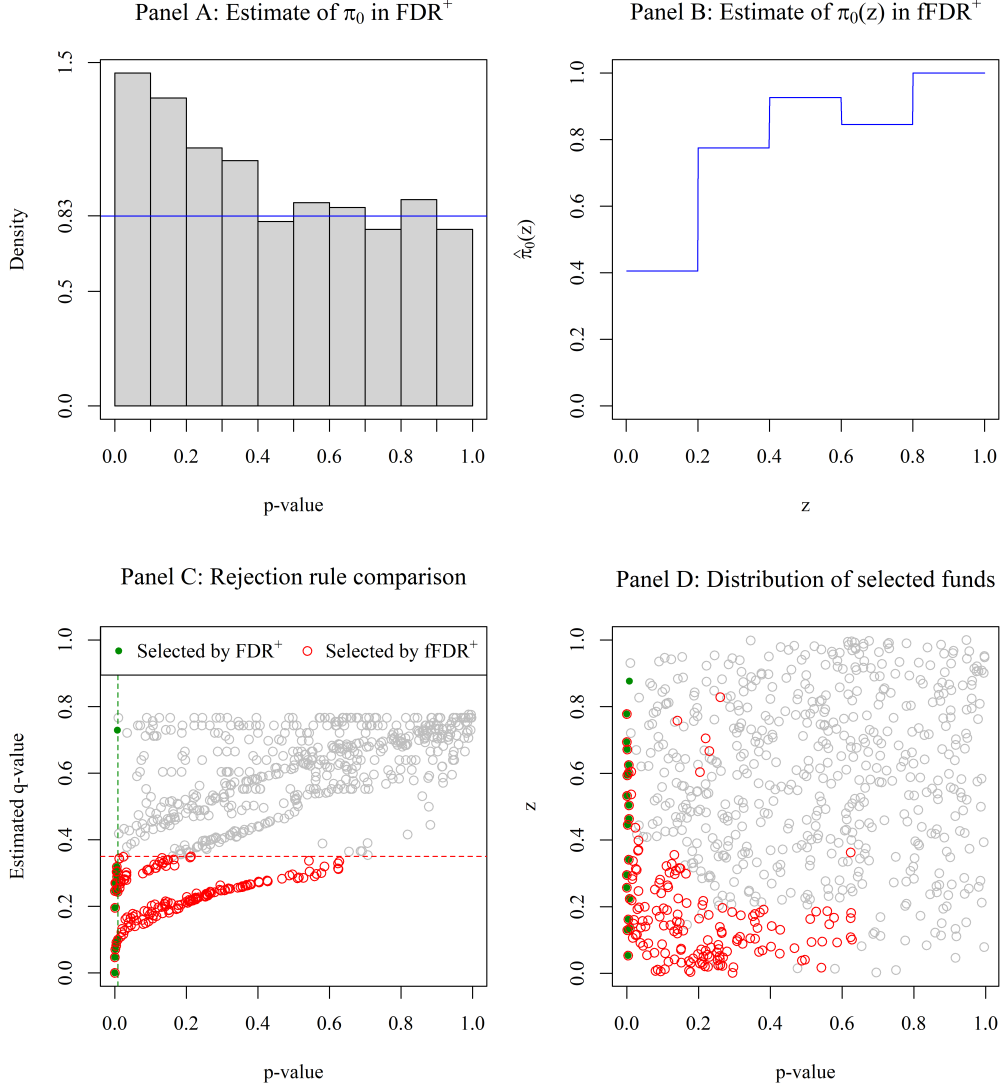 Panel A: Estimate of π₀ in FDR⁺
Density
0.0 0.5 0.83 1.5
0.0 0.2 0.4 0.6 0.8 1.0
p-value
Panel B: Estimate of π₀(z) in fFDR⁺
π̂₀(z)
0.0 0.2 0.4 0.6 0.8 1.0
0.0 0.2 0.4 0.6 0.8 1.0
z
Panel C: Rejection rule comparison
Selected by FDR⁺
Selected by fFDR⁺
Estimated q-value
0.0 0.2 0.4 0.6 0.8 1.0
0.0 0.2 0.4 0.6 0.8 1.0
p-value
Panel D: Distribution of selected funds
z
0.0 0.2 0.4 0.6 0.8 1.0
0.0 0.2 0.4 0.6 0.8 1.0
p-value